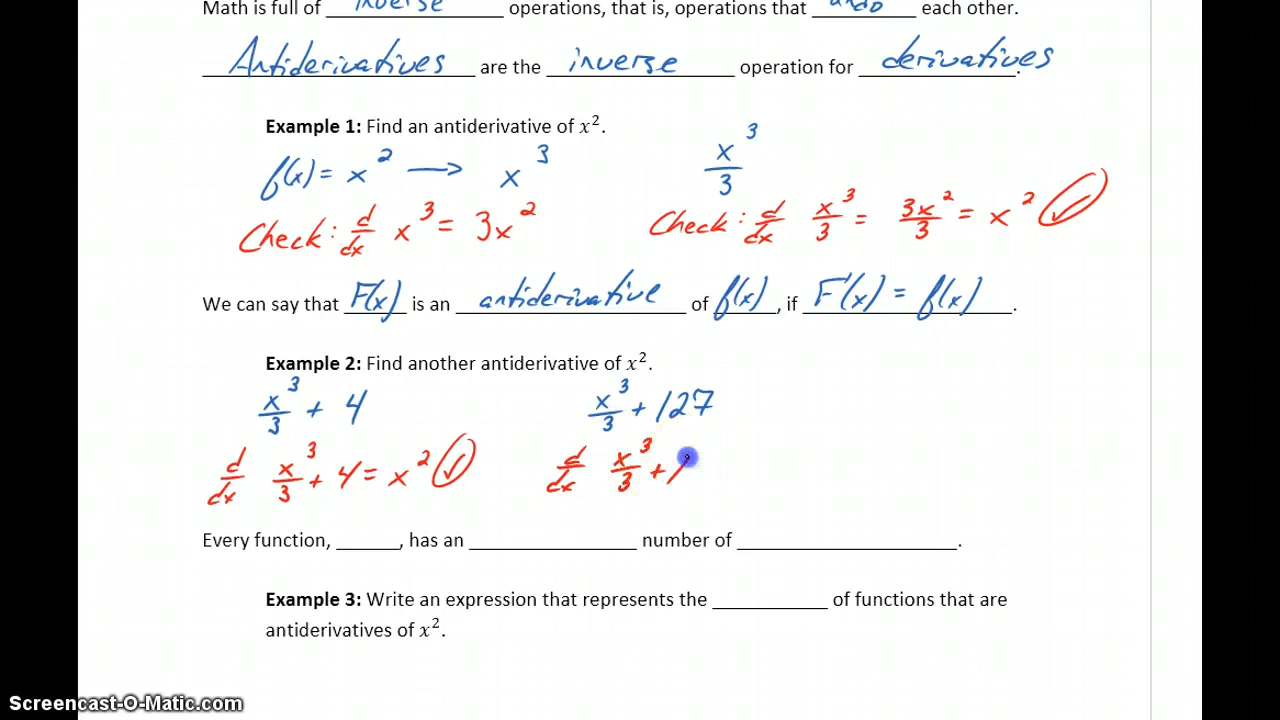 Math is full of inverse operations, that is, operations that undo each other.
Antiderivatives are the inverse operation for derivatives.
Example 1: Find an antiderivative of x².
f(x) = x² → x³   x³/3
Check: d/dx x³ = 3x²   Check: d/dx x³/3 = 3x²/3 = x² ✓
We can say that F(x) is an antiderivative of f(x), if F'(x) = f(x).
Example 2: Find another antiderivative of x².
x³/3 + 4   x³/3 + 127
d/dx x³/3 + 4 = x² ✓   d/dx x³/3 + 1
Every function, ______, has an ________________ number of _____________________.
Example 3: Write an expression that represents the ___________ of functions that are
antiderivatives of x².
Screencast-O-Matic.com